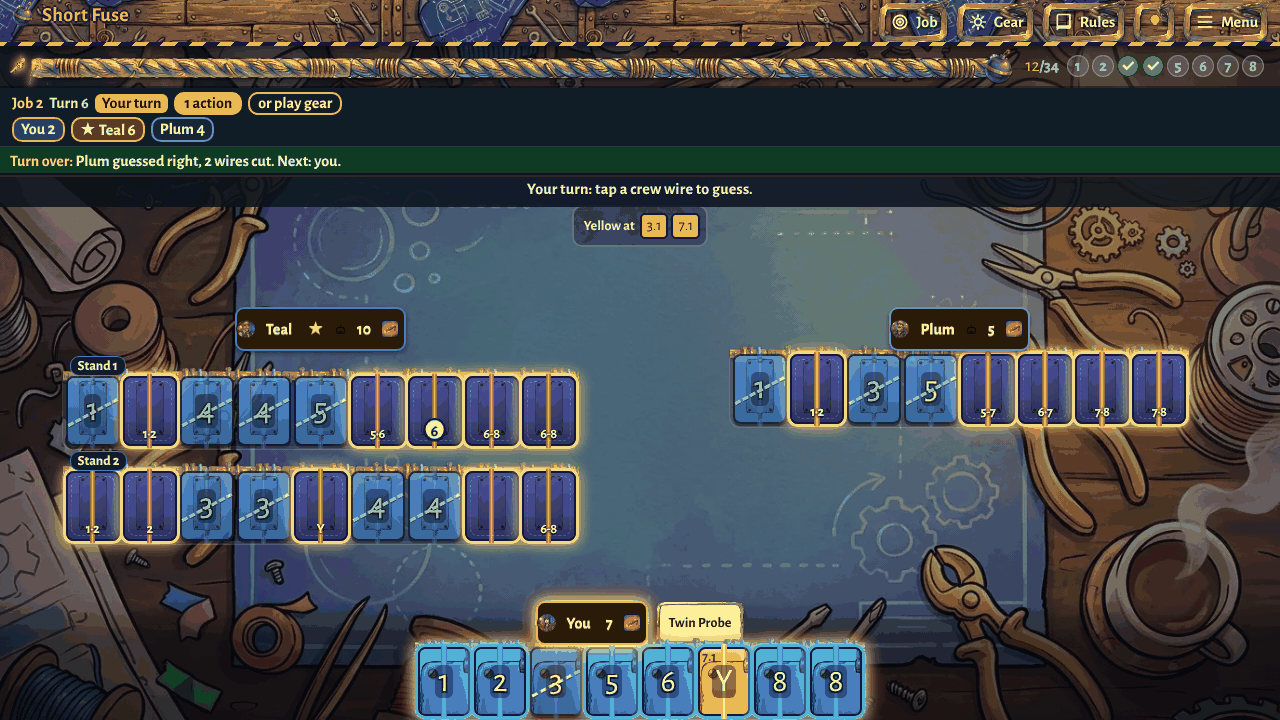 Short Fuse
Job
Gear
Rules
Menu
12/34 1 2 5 6 7 8
Job 2 Turn 6 Your turn 1 action or play gear
You 2 ★ Teal 6 Plum 4
Turn over: Plum guessed right, 2 wires cut. Next: you.
Your turn: tap a crew wire to guess.
Yellow at 3.1 7.1
Teal ★ 10
Plum 5
Stand 1
1 1-2 4 4 5 5-6 6 6-8 6-8
1 1-2 3 5 5-7 6-7 7-8 7-8
Stand 2
1-2 2 3 3 Y 4 4 6-8
You 7
Twin Probe
7.1
1 2 3 5 6 Y 8 8